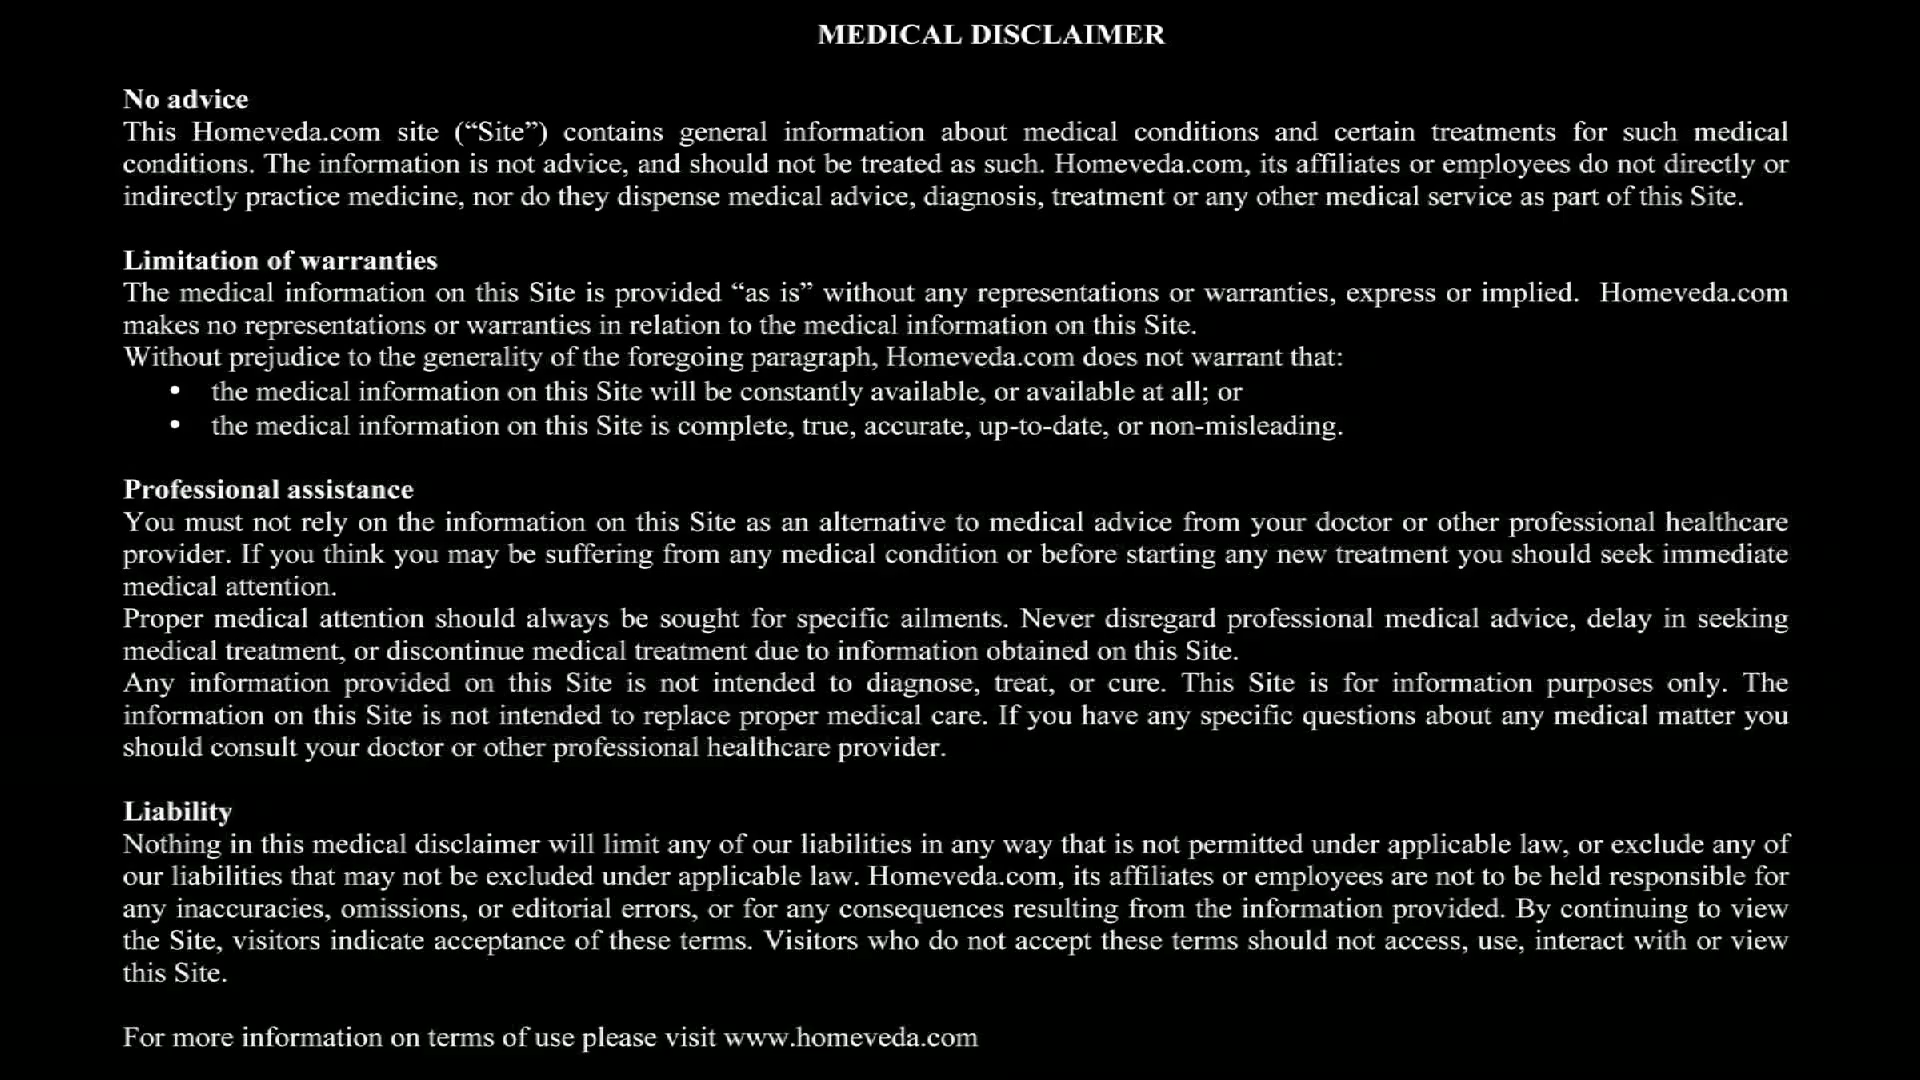 MEDICAL DISCLAIMER
No advice
This Homeveda.com site (“Site”) contains general information about medical conditions and certain treatments for such medical
conditions. The information is not advice, and should not be treated as such. Homeveda.com, its affiliates or employees do not directly or
indirectly practice medicine, nor do they dispense medical advice, diagnosis, treatment or any other medical service as part of this Site.
Limitation of warranties
The medical information on this Site is provided “as is” without any representations or warranties, express or implied. Homeveda.com
makes no representations or warranties in relation to the medical information on this Site.
Without prejudice to the generality of the foregoing paragraph, Homeveda.com does not warrant that:
• the medical information on this Site will be constantly available, or available at all; or
• the medical information on this Site is complete, true, accurate, up-to-date, or non-misleading.
Professional assistance
You must not rely on the information on this Site as an alternative to medical advice from your doctor or other professional healthcare
provider. If you think you may be suffering from any medical condition or before starting any new treatment you should seek immediate
medical attention.
Proper medical attention should always be sought for specific ailments. Never disregard professional medical advice, delay in seeking
medical treatment, or discontinue medical treatment due to information obtained on this Site.
Any information provided on this Site is not intended to diagnose, treat, or cure. This Site is for information purposes only. The
information on this Site is not intended to replace proper medical care. If you have any specific questions about any medical matter you
should consult your doctor or other professional healthcare provider.
Liability
Nothing in this medical disclaimer will limit any of our liabilities in any way that is not permitted under applicable law, or exclude any of
our liabilities that may not be excluded under applicable law. Homeveda.com, its affiliates or employees are not to be held responsible for
any inaccuracies, omissions, or editorial errors, or for any consequences resulting from the information provided. By continuing to view
the Site, visitors indicate acceptance of these terms. Visitors who do not accept these terms should not access, use, interact with or view
this Site.
For more information on terms of use please visit www.homeveda.com